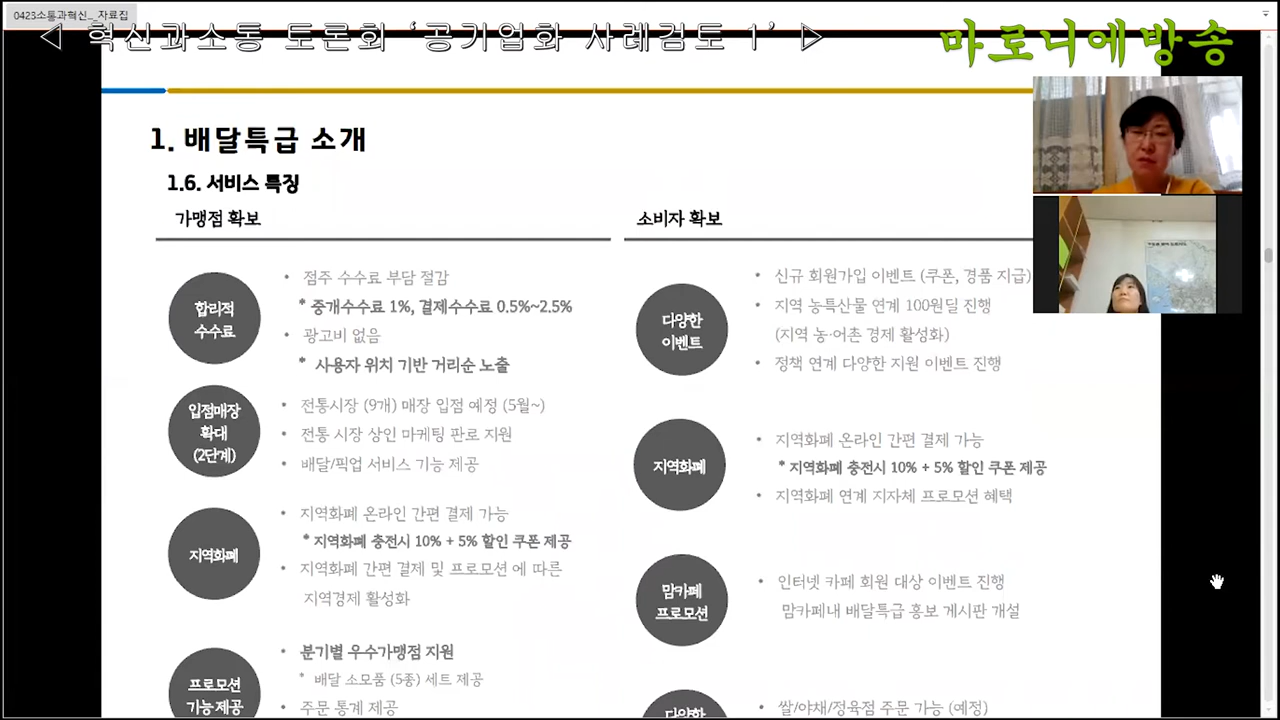 0423소통과혁신._자료집
◁ 혁신과소통 토론회 ‘공기업화 사례검토 1’ ▷
마로니에방송
1. 배달특급 소개
1.6. 서비스 특징
가맹점 확보
합리적
수수료
• 점주 수수료 부담 절감
* 중개수수료 1%, 결제수수료 0.5%~2.5%
• 광고비 없음
* 사용자 위치 기반 거리순 노출
입점매장
확대
(2단계)
• 전통시장 (9개) 매장 입점 예정 (5월~)
• 전통 시장 상인 마케팅 판로 지원
• 배달/픽업 서비스 기능 제공
지역화폐
• 지역화폐 온라인 간편 결제 가능
* 지역화폐 충전시 10% + 5% 할인 쿠폰 제공
• 지역화폐 간편 결제 및 프로모션 에 따른
지역경제 활성화
프로모션
기능 제공
• 분기별 우수가맹점 지원
* 배달 소모품 (5종) 세트 제공
• 주문 통계 제공
소비자 확보
다양한
이벤트
• 신규 회원가입 이벤트 (쿠폰, 경품 지급)
• 지역 농특산물 연계 100원딜 진행
(지역 농·어촌 경제 활성화)
• 정책 연계 다양한 지원 이벤트 진행
지역화폐
• 지역화폐 온라인 간편 결제 가능
* 지역화폐 충전시 10% + 5% 할인 쿠폰 제공
• 지역화폐 연계 지자체 프로모션 혜택
맘카페
프로모션
• 인터넷 카페 회원 대상 이벤트 진행
맘카페내 배달특급 홍보 게시판 개설
다양한
• 쌀/야채/정육점 주문 가능 (예정)